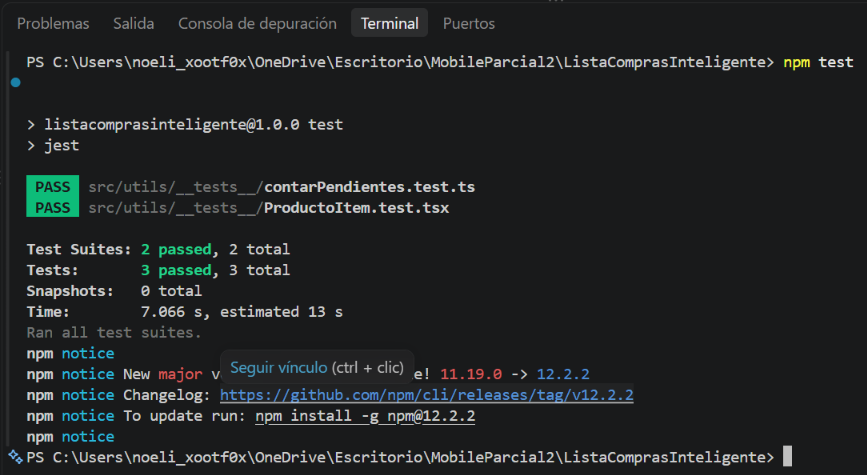 Problemas Salida Consola de depuración Terminal Puertos
PS C:\Users\noeli_xootf0x\OneDrive\Escritorio\MobileParcial2\ListaComprasInteligente> npm test
> listacomprasinteligente@1.0.0 test
> jest
PASS src/utils/__tests__/contarPendientes.test.ts
PASS src/utils/__tests__/ProductoItem.test.tsx
Test Suites: 2 passed, 2 total
Tests: 3 passed, 3 total
Snapshots: 0 total
Time: 7.066 s, estimated 13 s
Ran all test suites.
npm notice
Seguir vínculo (ctrl + clic)
npm notice New major v e! 11.19.0 -> 12.2.2
npm notice Changelog: https://github.com/npm/cli/releases/tag/v12.2.2
npm notice To update run: npm install -g npm@12.2.2
npm notice
PS C:\Users\noeli_xootf0x\OneDrive\Escritorio\MobileParcial2\ListaComprasInteligente>